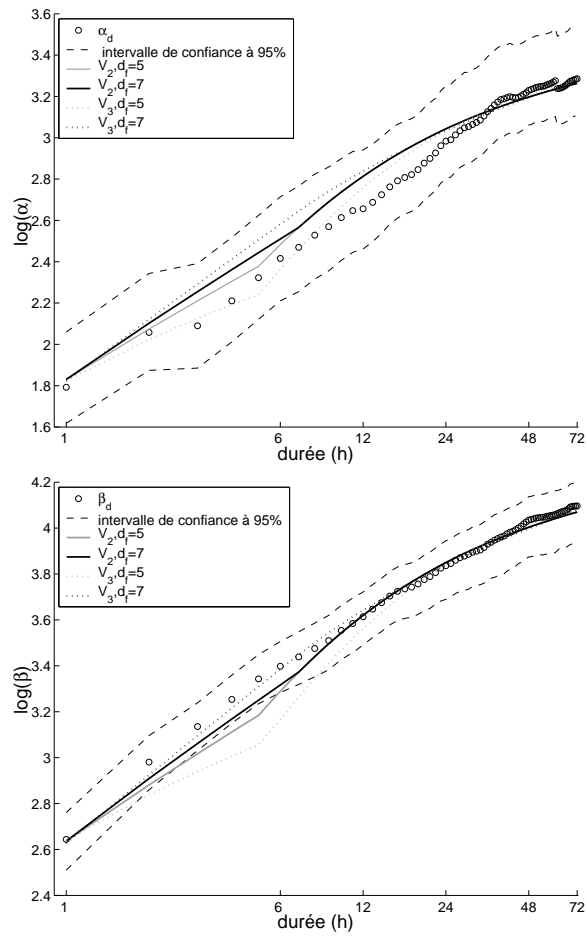 3.6
3.4
3.2
3
2.8
2.6
2.4
2.2
2
1.8
1.6
log(α)
α_d
intervalle de confiance à 95%
V_2,d_f=5
V_2,d_f=7
V_3,d_f=5
V_3,d_f=7
1 6 12 24 48 72
durée (h)
4.2
4
3.8
3.6
3.4
3.2
3
2.8
2.6
2.4
log(β)
β_d
intervalle de confiance à 95%
V_2,d_f=5
V_2,d_f=7
V_3,d_f=5
V_3,d_f=7
1 6 12 24 48 72
durée (h)